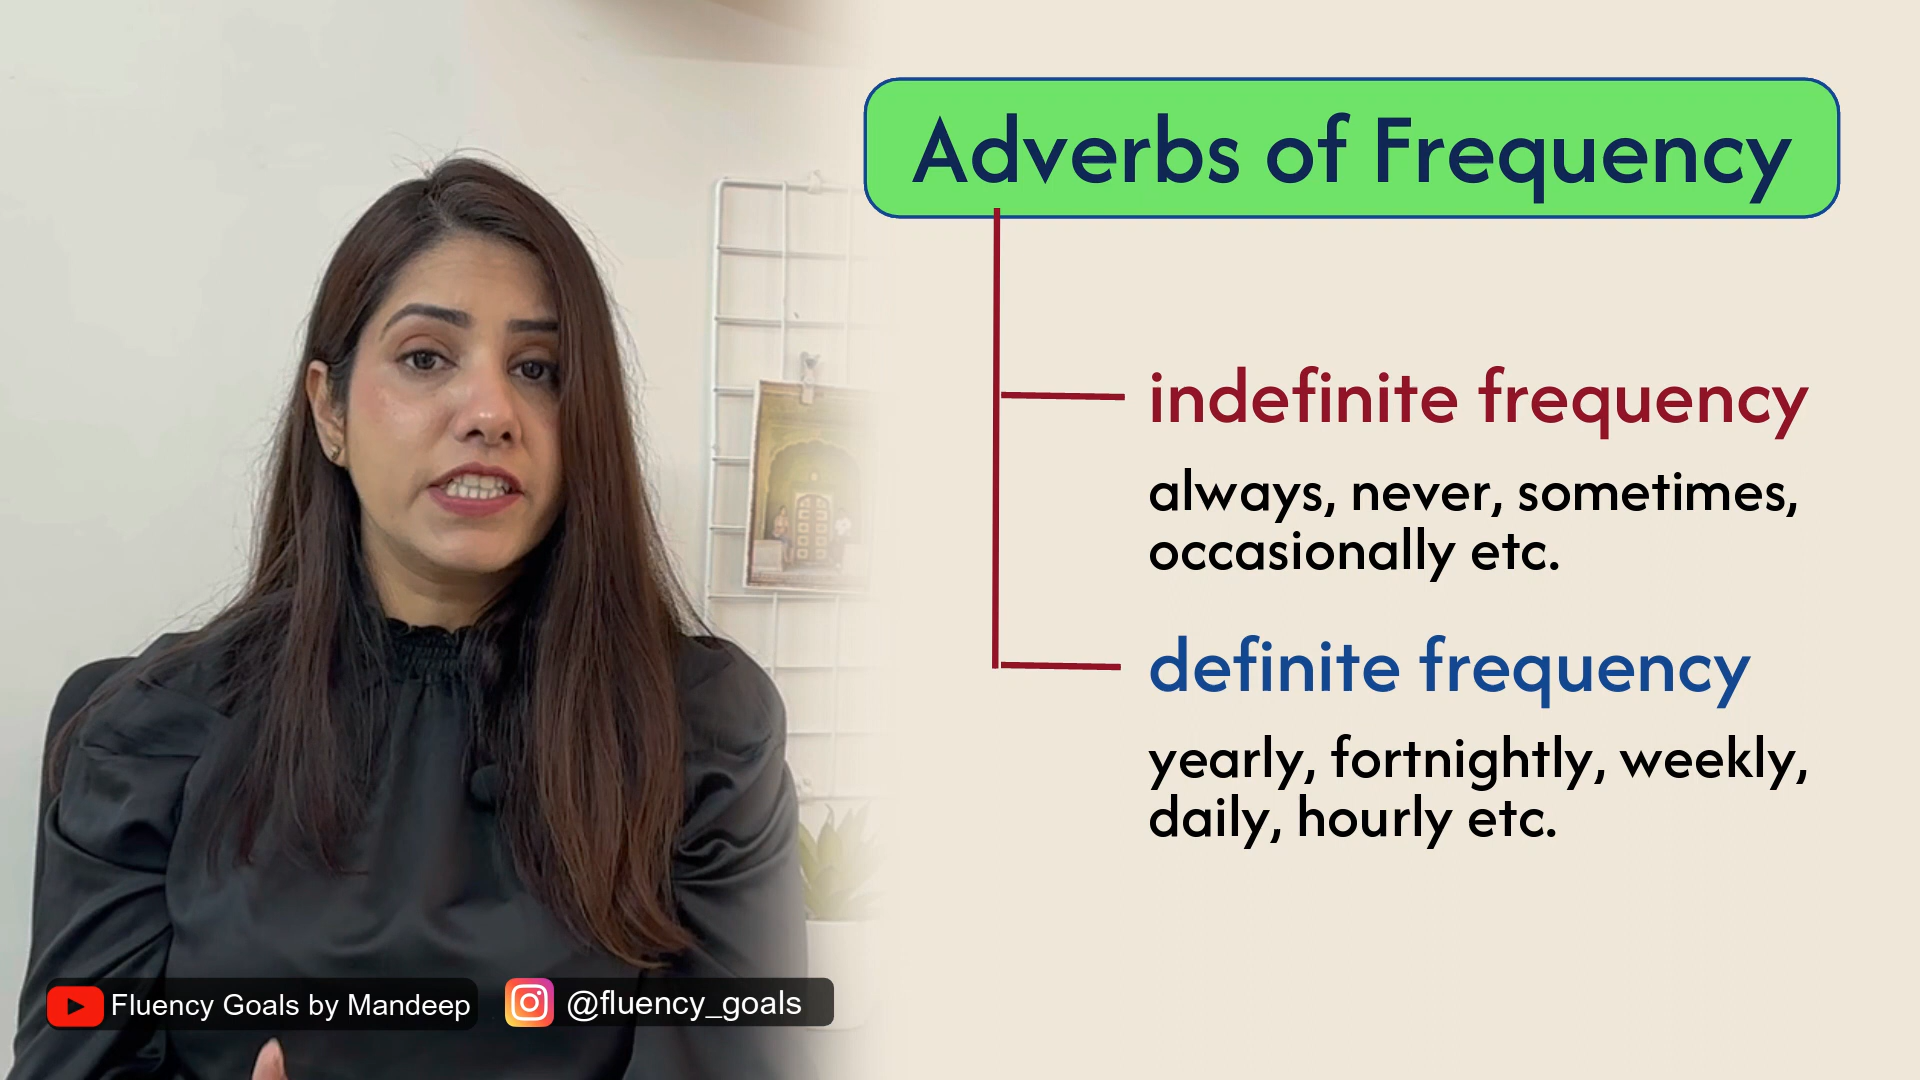 Adverbs of Frequency
indefinite frequency
always, never, sometimes,
occasionally etc.
definite frequency
yearly, fortnightly, weekly,
daily, hourly etc.
Fluency Goals by Mandeep
@fluency_goals